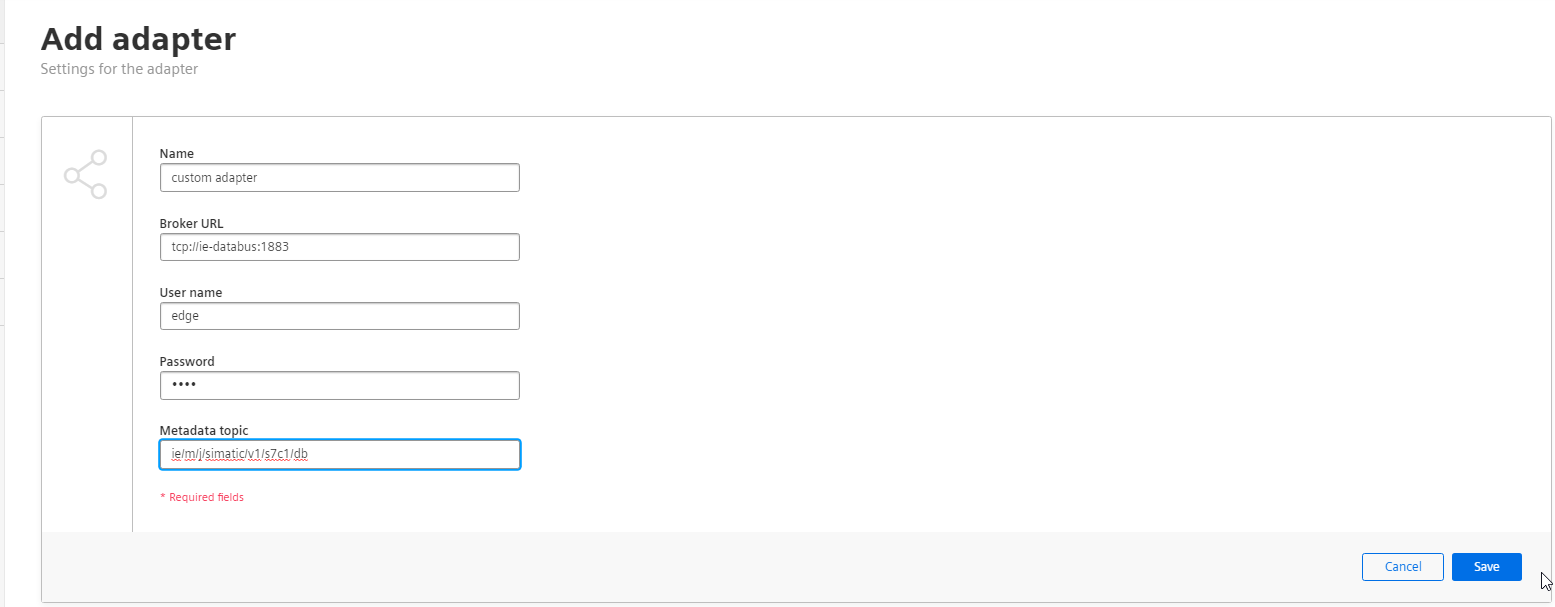 Add adapter
Settings for the adapter
Name
custom adapter
Broker URL
tcp://ie-databus:1883
User name
edge
Password
••••
Metadata topic
ie/m/j/simatic/v1/s7c1/db
* Required fields
Cancel
Save